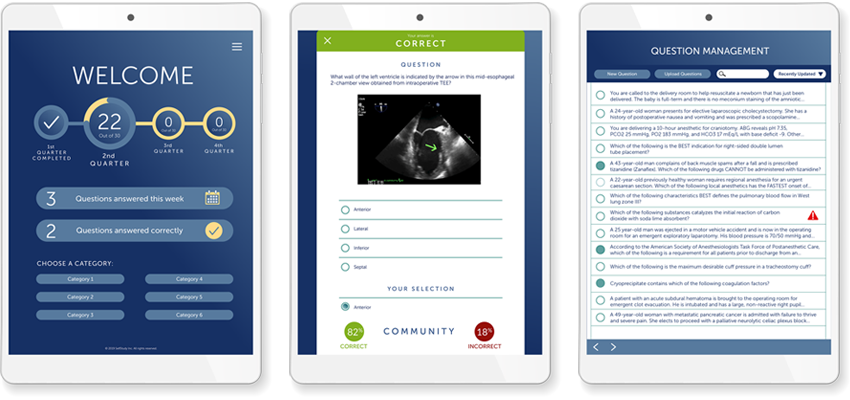 WELCOME
22
Out of 30
0
Out of 30
0
Out of 30
1st
QUARTER
COMPLETED
2nd
QUARTER
3rd
QUARTER
4th
QUARTER
3 Questions answered this week
2 Questions answered correctly
CHOOSE A CATEGORY:
Category 1
Category 4
Category 2
Category 5
Category 3
Category 6
Your answer is
CORRECT
QUESTION
What wall of the left ventricle is indicated by the arrow in this mid-esophageal
2-chamber view obtained from intraoperative TEE?
Anterior
Lateral
Inferior
Septal
YOUR SELECTION
Anterior
82%
CORRECT
COMMUNITY
18%
INCORRECT
QUESTION MANAGEMENT
New Question
Upload Questions
Recently Updated
You are called to the delivery room to help resuscitate a newborn that has just been
delivered. The baby is full-term and there is no meconium staining of the amniotic...
A 24-year-old woman presents for elective laparoscopic cholecystectomy. She has a
history of postoperative nausea and vomiting and was prescribed a scopolamine...
You are delivering a 10-hour anesthetic for craniotomy. ABG reveals pH 7.35,
PCO2 25 mmHg, PO2 163 mmHg, and HCO3 17 mEq/L with base deficit -9. Other...
Which of the following is the BEST indication for right-sided double lumen
tube placement?
A 43-year-old man complains of back muscle spams after a fall and is prescribed
tizanidine (Zanaflex). Which of the following drugs CANNOT be administered with tizanidine?
A 22-year-old previously healthy woman requires regional anesthesia for an urgent
caesarean section. Which of the following local anesthetics has the FASTEST onset of...
Which of the following characteristics BEST defines the pulmonary blood flow in West
lung zone III?
Which of the following substances catalyzes the initial reaction of carbon
dioxide with soda lime absorbent?
A 25 year-old man was ejected in a motor vehicle accident and is now in the operating
room for an emergent exploratory laparotomy. His blood pressure is 70/50 mmHg and...
According to the American Society of Anesthesiologists Task Force of Postanesthetic Care,
which of the following is a requirement for all patients prior to discharge from an...
Which of the following is the maximum desirable cuff pressure in a tracheostomy cuff?
Cryoprecipitate contains which of the following coagulation factors?
A patient with an acute subdural hematoma is brought to the operating room for
emergent clot evacuation. He is intubated and has a large, non-reactive right pupil...
A 49-year-old woman with metastatic pancreatic cancer is admitted with failure to thrive
and severe pain. She elects to proceed with a palliative neurolytic celiac plexus block...